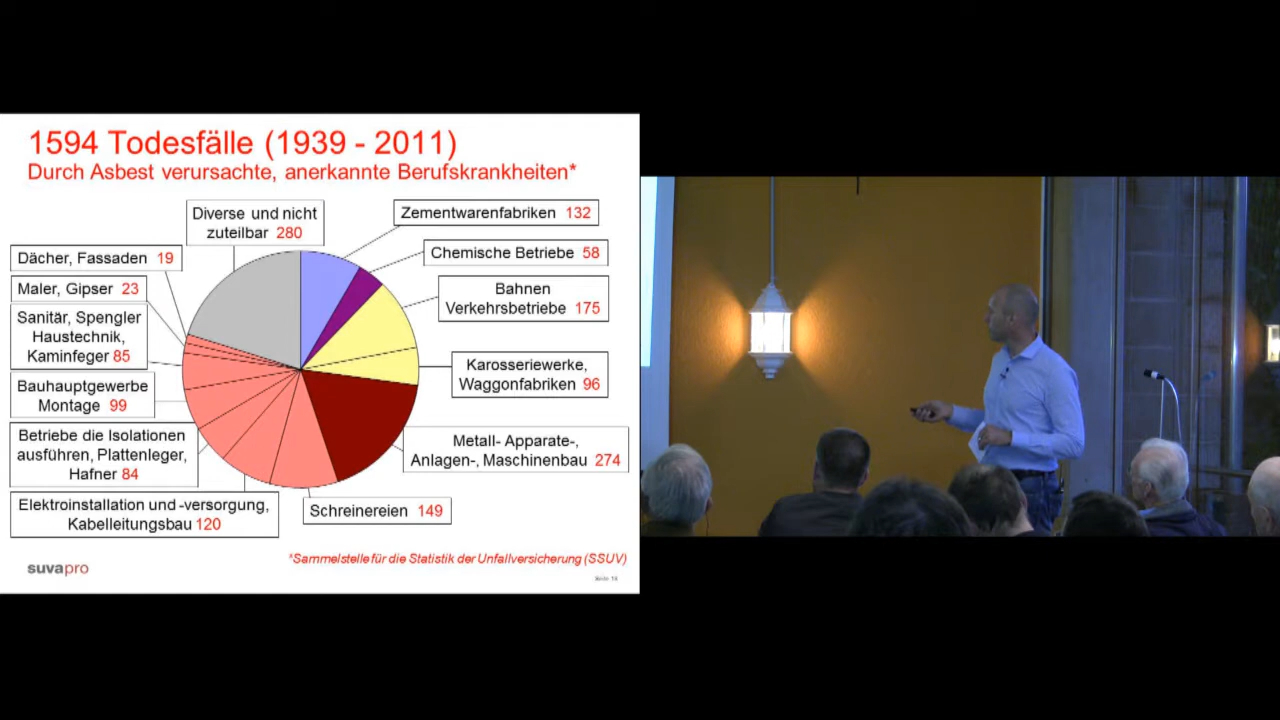 1594 Todesfälle (1939 - 2011)
Durch Asbest verursachte, anerkannte Berufskrankheiten*
Diverse und nicht
zuteilbar 280
Zementwarenfabriken 132
Chemische Betriebe 58
Bahnen
Verkehrsbetriebe 175
Karosseriewerke,
Waggonfabriken 96
Metall- Apparate-,
Anlagen-, Maschinenbau 274
Schreinereien 149
Dächer, Fassaden 19
Maler, Gipser 23
Sanitär, Spengler
Haustechnik,
Kaminfeger 85
Bauhauptgewerbe
Montage 99
Betriebe die Isolationen
ausführen, Plattenleger,
Hafner 84
Elektroinstallation und -versorgung,
Kabelleitungsbau 120
*Sammelstelle für die Statistik der Unfallversicherung (SSUV)
suvapro